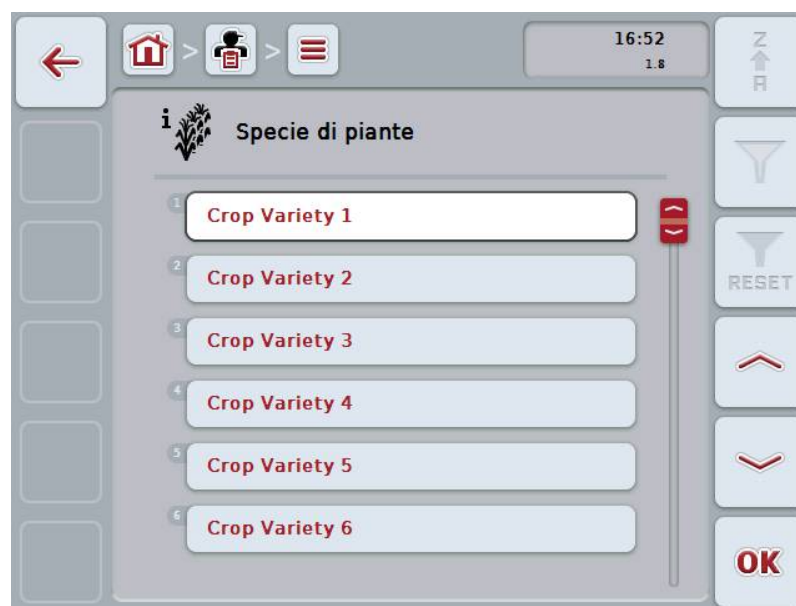 16:52
1.8
Z
A
i
Specie di piante
1
Crop Variety 1
2
Crop Variety 2
RESET
3
Crop Variety 3
4
Crop Variety 4
5
Crop Variety 5
6
Crop Variety 6
OK